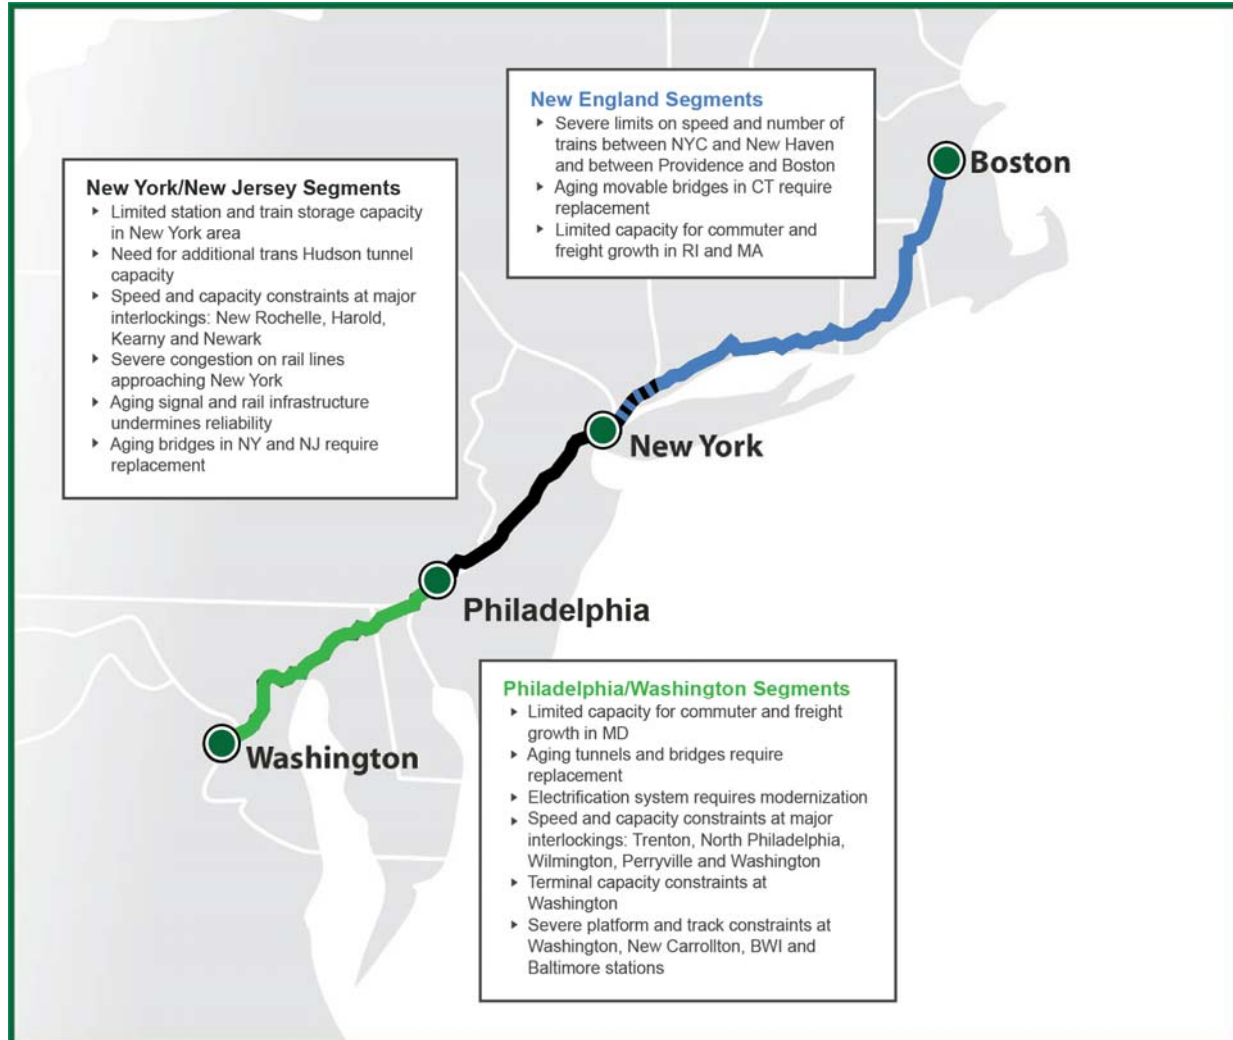 New England Segments
‣ Severe limits on speed and number of
trains between NYC and New Haven
and between Providence and Boston
‣ Aging movable bridges in CT require
replacement
‣ Limited capacity for commuter and
freight growth in RI and MA
Boston
New York/New Jersey Segments
‣ Limited station and train storage capacity
in New York area
‣ Need for additional trans Hudson tunnel
capacity
‣ Speed and capacity constraints at major
interlockings: New Rochelle, Harold,
Kearny and Newark
‣ Severe congestion on rail lines
approaching New York
‣ Aging signal and rail infrastructure
undermines reliability
‣ Aging bridges in NY and NJ require
replacement
New York
Philadelphia
Washington
Philadelphia/Washington Segments
‣ Limited capacity for commuter and freight
growth in MD
‣ Aging tunnels and bridges require
replacement
‣ Electrification system requires modernization
‣ Speed and capacity constraints at major
interlockings: Trenton, North Philadelphia,
Wilmington, Perryville and Washington
‣ Terminal capacity constraints at
Washington
‣ Severe platform and track constraints at
Washington, New Carrollton, BWI and
Baltimore stations